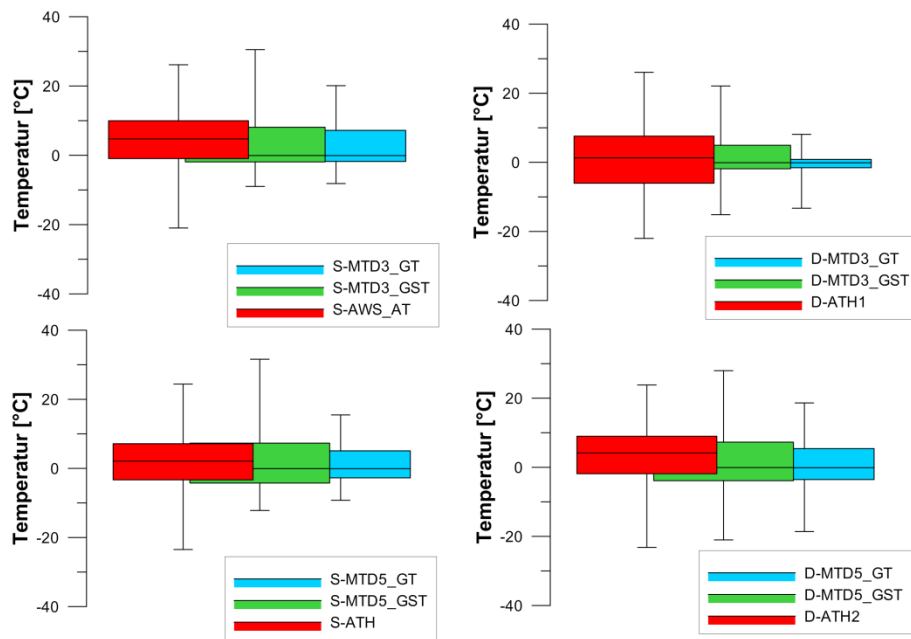 40
20
0
-20
-40
Temperatur [°C]
S-MTD3_GT
S-MTD3_GST
S-AWS_AT
40
20
0
-20
-40
Temperatur [°C]
D-MTD3_GT
D-MTD3_GST
D-ATH1
40
20
0
-20
-40
Temperatur [°C]
S-MTD5_GT
S-MTD5_GST
S-ATH
40
20
0
-20
-40
Temperatur [°C]
D-MTD5_GT
D-MTD5_GST
D-ATH2